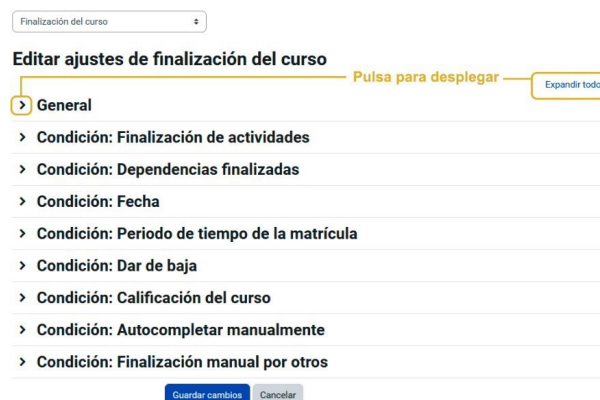 Finalización del curso
Editar ajustes de finalización del curso
Pulsa para desplegar
Expandir todo
General
Condición: Finalización de actividades
Condición: Dependencias finalizadas
Condición: Fecha
Condición: Periodo de tiempo de la matrícula
Condición: Dar de baja
Condición: Calificación del curso
Condición: Autocompletar manualmente
Condición: Finalización manual por otros
Guardar cambios Cancelar